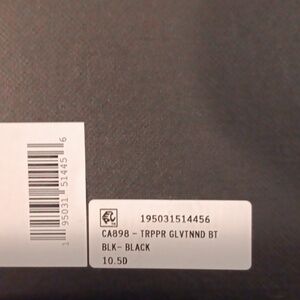 1 95031 51445 6
195031514456
CA898 - TRPPR GLVTNND BT
BLK- BLACK
10.5D